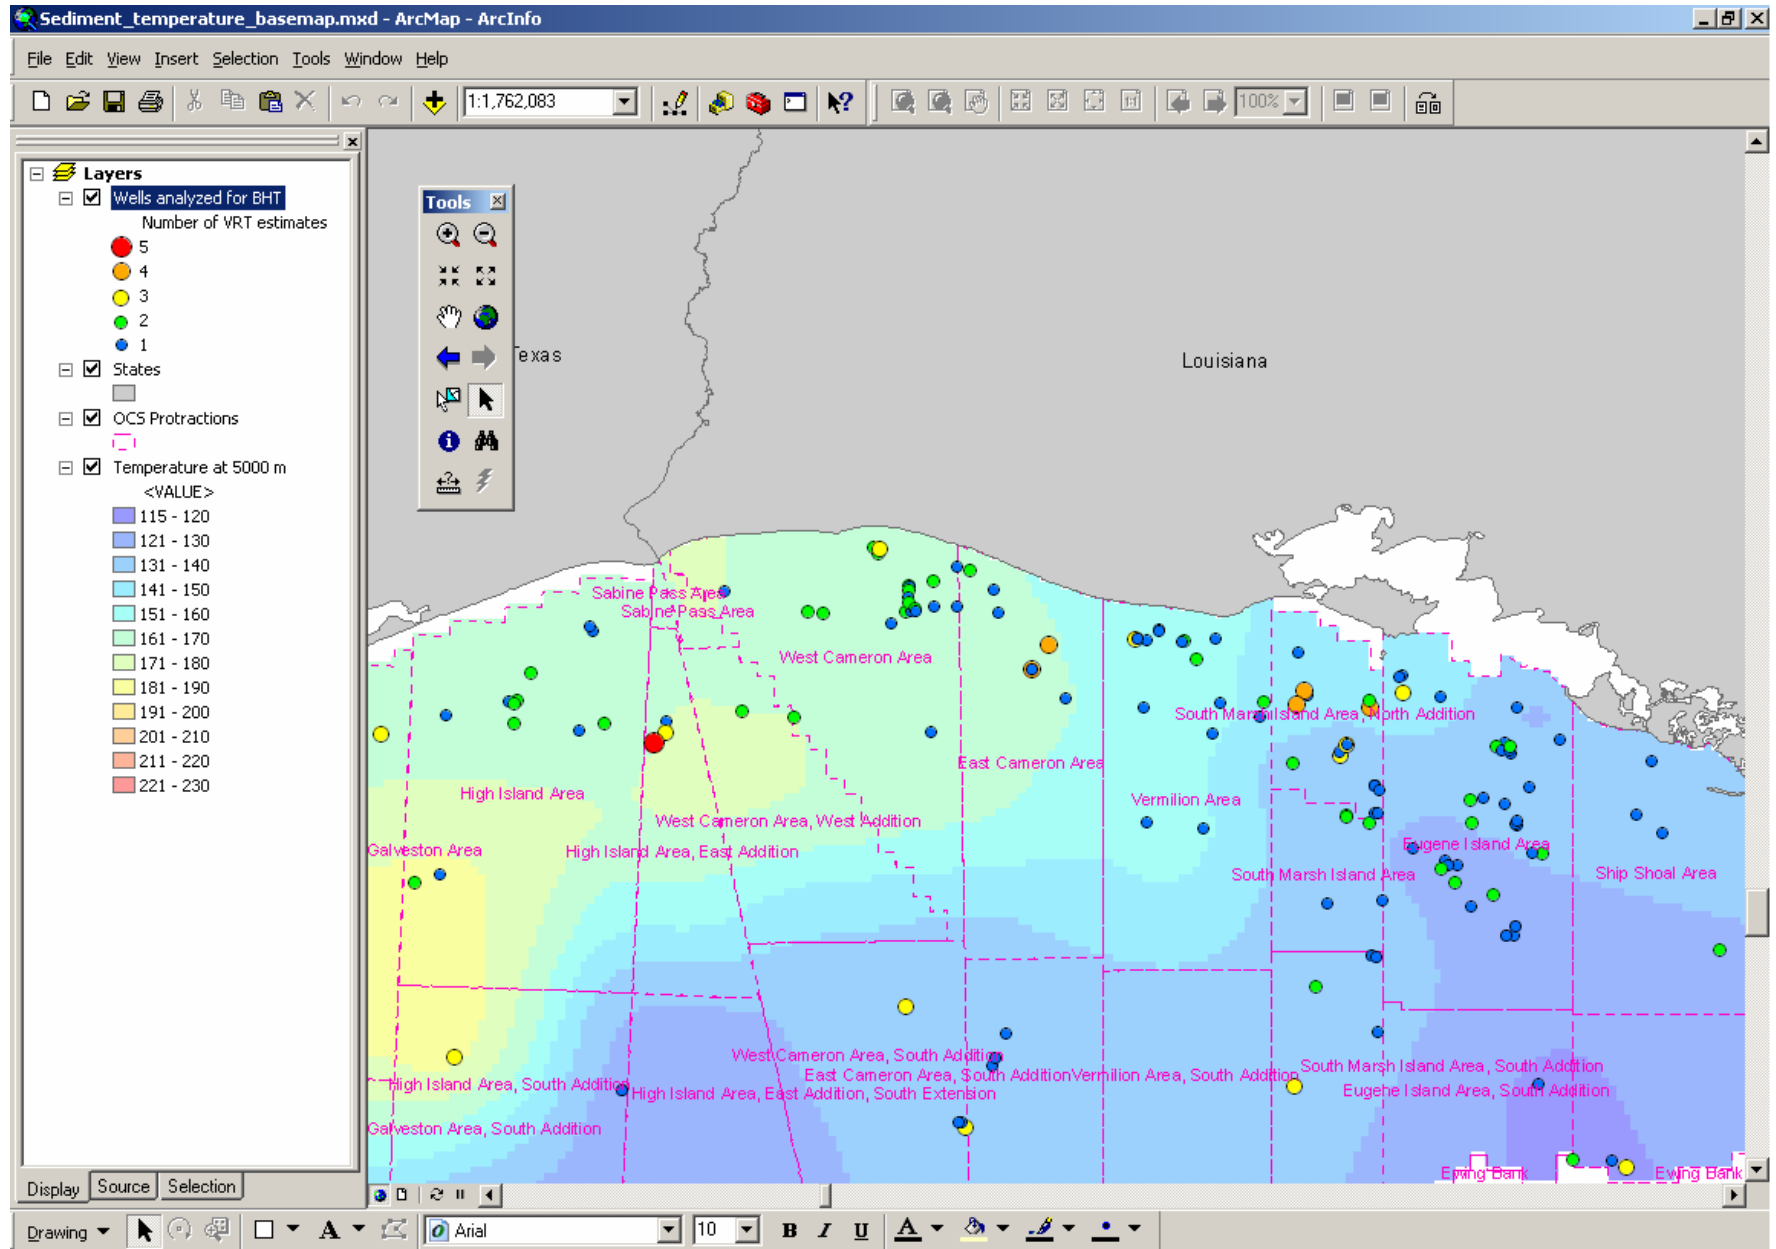 Sediment_temperature_basemap.mxd - ArcMap - ArcInfo
File Edit View Insert Selection Tools Window Help
1:1,762,083
100%
Layers
Wells analyzed for BHT
Number of VRT estimates
5
4
3
2
1
States
OCS Protractions
Temperature at 5000 m
<VALUE>
115 - 120
121 - 130
131 - 140
141 - 150
151 - 160
161 - 170
171 - 180
181 - 190
191 - 200
201 - 210
211 - 220
221 - 230
Tools
Texas
Louisiana
Sabine Pass Area
Sabine Pass Area
West Cameron Area
South Marsh Island Area, North Addition
East Cameron Area
High Island Area
Vermilion Area
West Cameron Area, West Addition
Galveston Area
High Island Area, East Addition
Eugene Island Area
South Marsh Island Area
Ship Shoal Area
West Cameron Area, South Addition
South Marsh Island Area, South Addition
East Cameron Area, South Addition
Vermilion Area, South Addition
High Island Area, South Addition
High Island Area, East Addition, South Extension
Eugene Island Area, South Addition
Galveston Area, South Addition
Ewing Bank
Ewing Bank
Display Source Selection
Drawing
A
Arial
10
B I U A